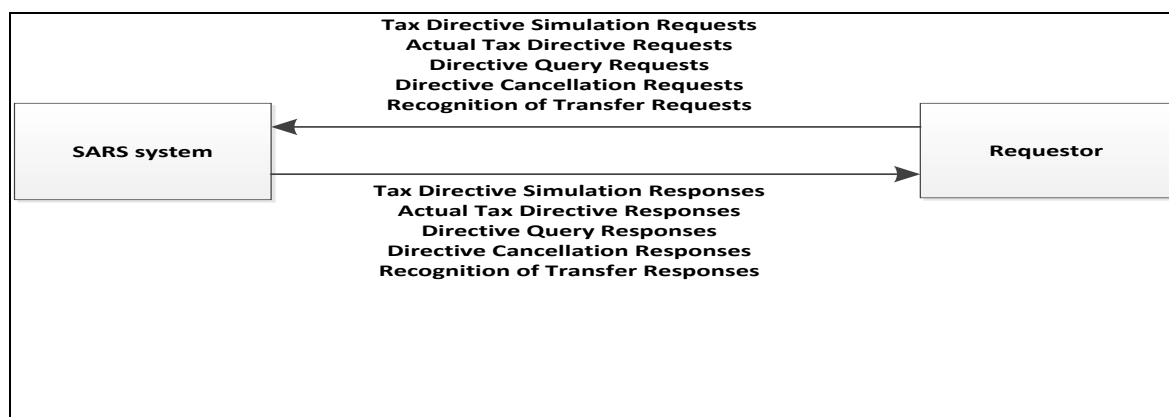 Tax Directive Simulation Requests
Actual Tax Directive Requests
Directive Query Requests
Directive Cancellation Requests
Recognition of Transfer Requests
SARS system
Requestor
Tax Directive Simulation Responses
Actual Tax Directive Responses
Directive Query Responses
Directive Cancellation Responses
Recognition of Transfer Responses